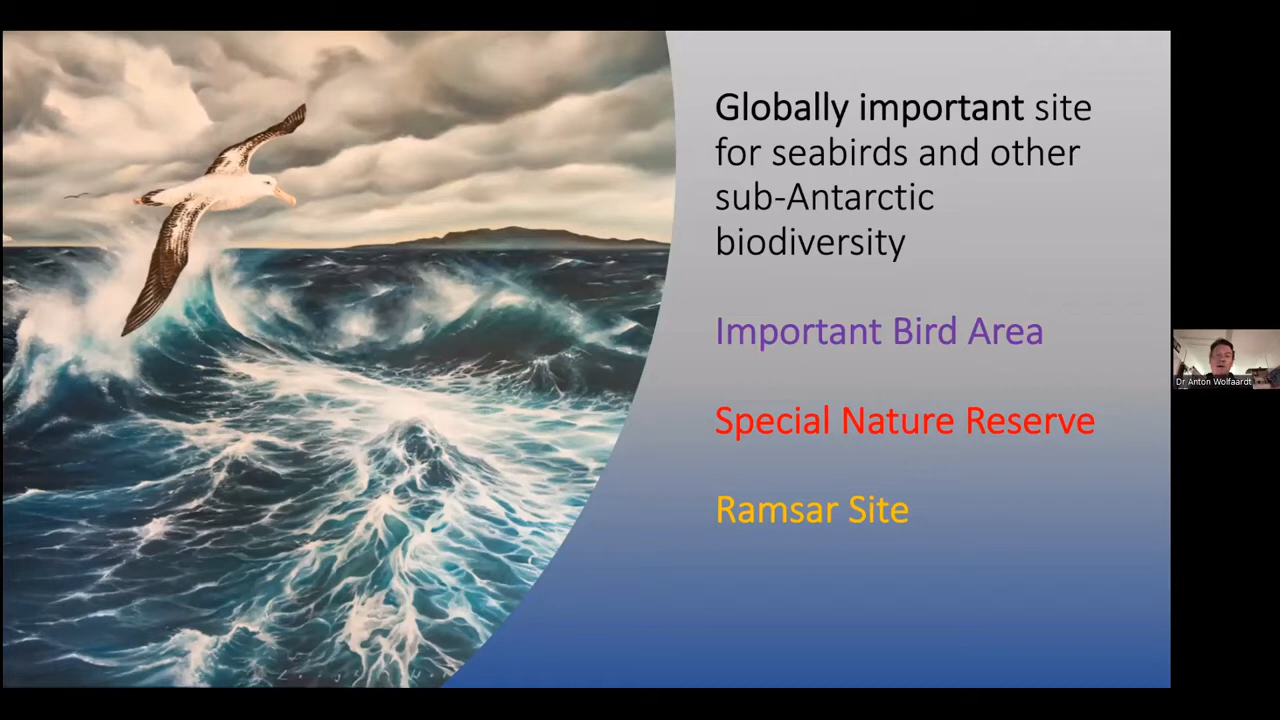 Globally important site
for seabirds and other
sub-Antarctic
biodiversity
Important Bird Area
Special Nature Reserve
Ramsar Site
Dr Anton Wolfaardt